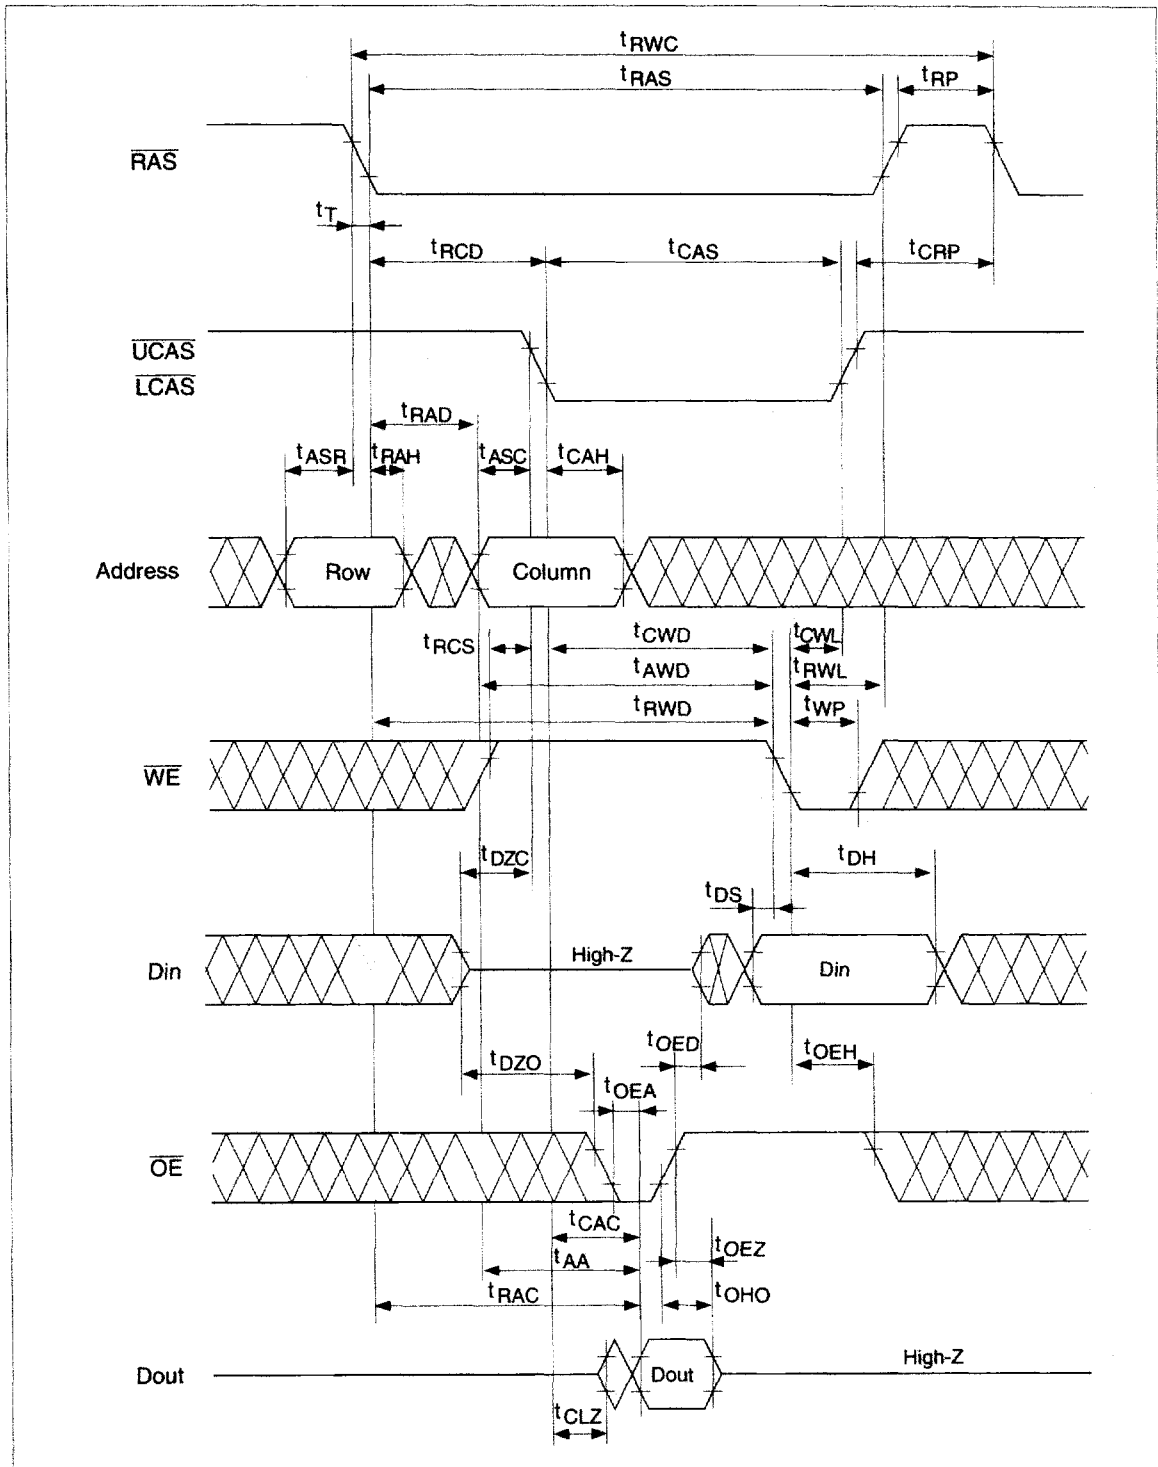 tRWC
tRAS
tRP
RAS
tT
tRCD
tCAS
tCRP
UCAS
LCAS
tRAD
tASR
tRAH
tASC
tCAH
Address
Row
Column
tRCS
tCWD
tCWL
tAWD
tRWL
tRWD
tWP
WE
tDZC
tDH
tDS
Din
High-Z
Din
tOED
tOEH
tDZO
tOEA
OE
tCAC
tOEZ
tAA
tRAC
tOHO
Dout
Dout
High-Z
tCLZ